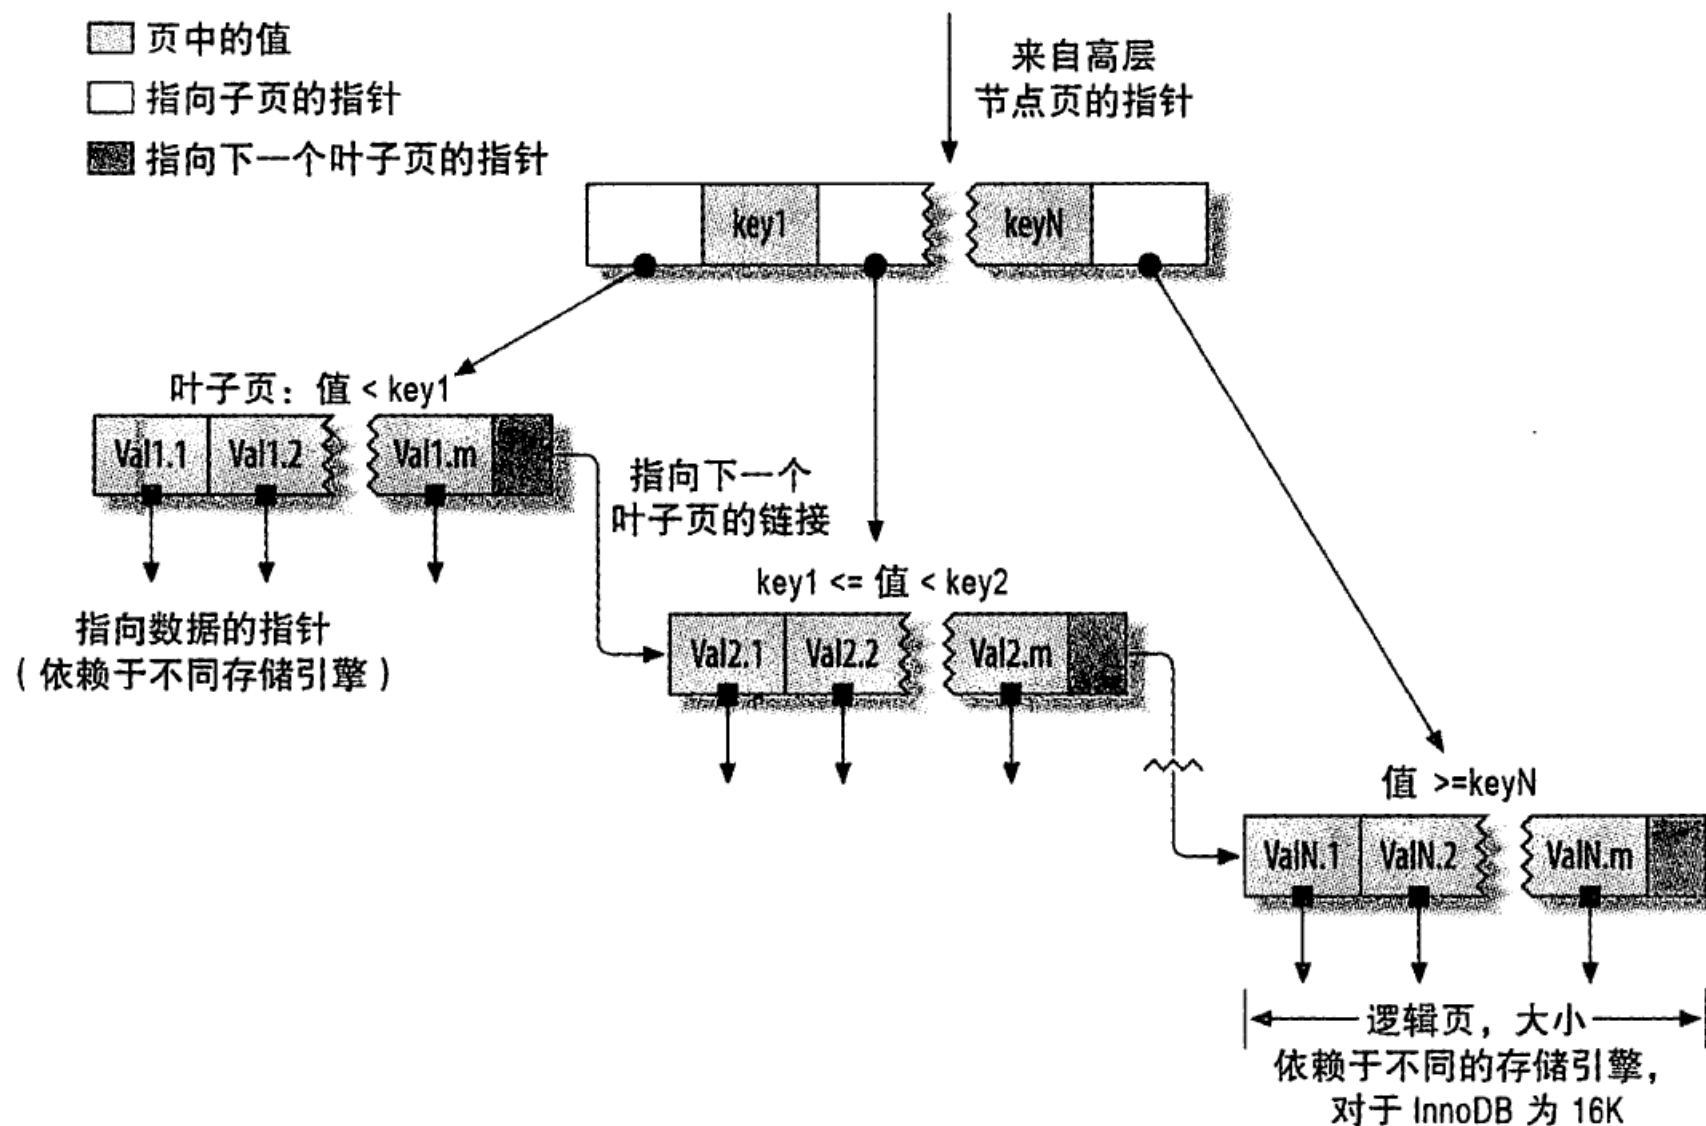 页中的值
指向子页的指针
指向下一个叶子页的指针
来自高层
节点页的指针
key1
keyN
叶子页：值 < key1
Val1.1
Val1.2
Val1.m
指向下一个
叶子页的链接
指向数据的指针
（依赖于不同存储引擎）
key1 <= 值 < key2
Val2.1
Val2.2
Val2.m
值 >=keyN
ValN.1
ValN.2
ValN.m
逻辑页，大小
依赖于不同的存储引擎，
对于 InnoDB 为 16K